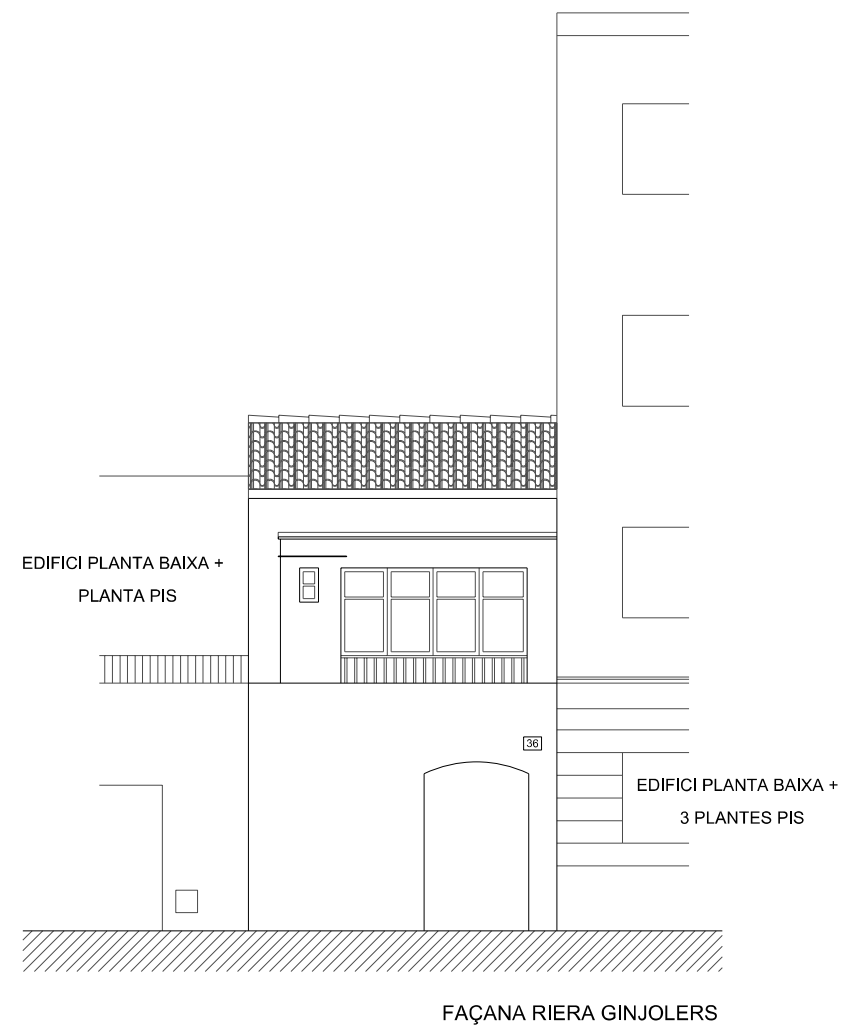 EDIFICI PLANTA BAIXA +
PLANTA PIS
36
EDIFICI PLANTA BAIXA +
3 PLANTES PIS
FAÇANA RIERA GINJOLERS